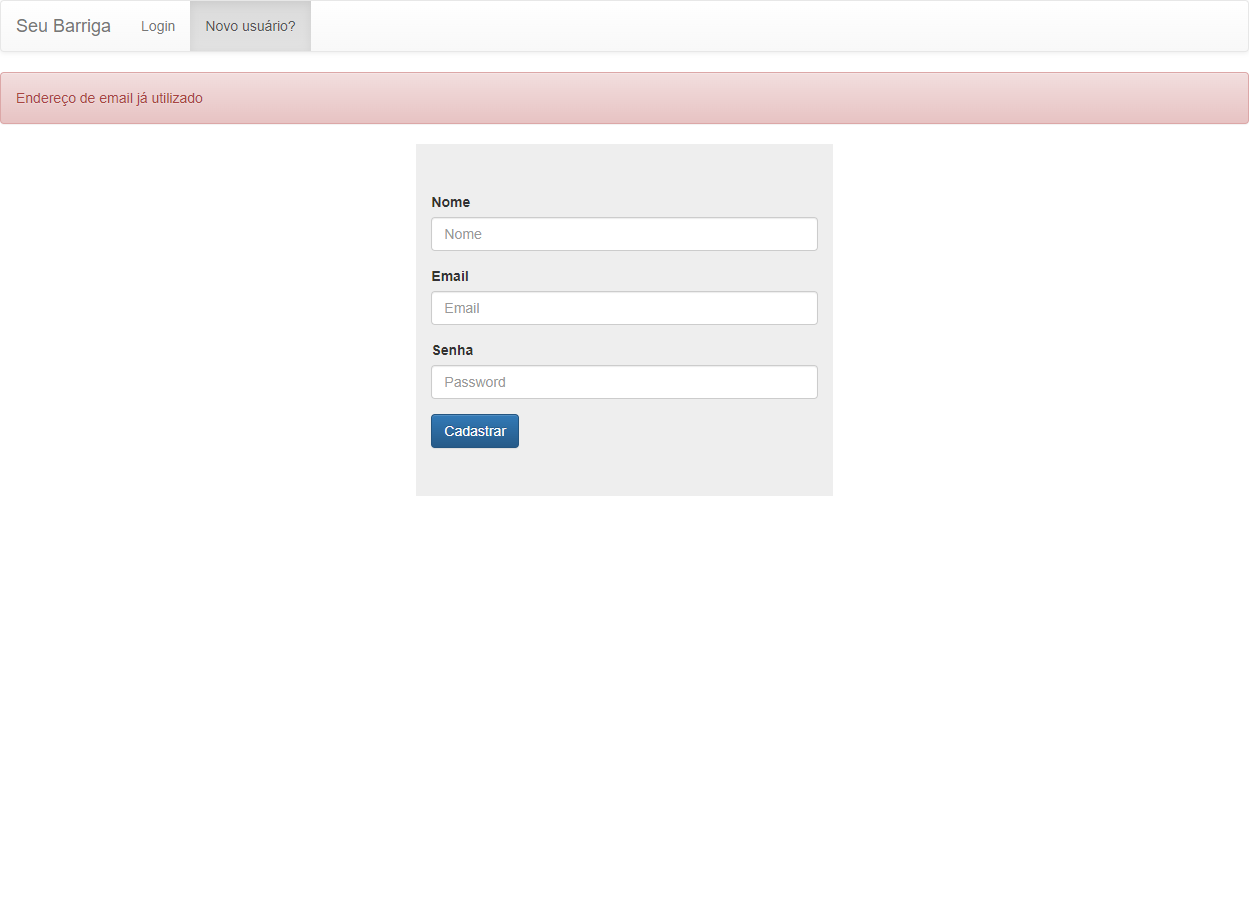 Seu Barriga Login Novo usuário?
Endereço de email já utilizado
Nome
Nome
Email
Email
Senha
Password
Cadastrar